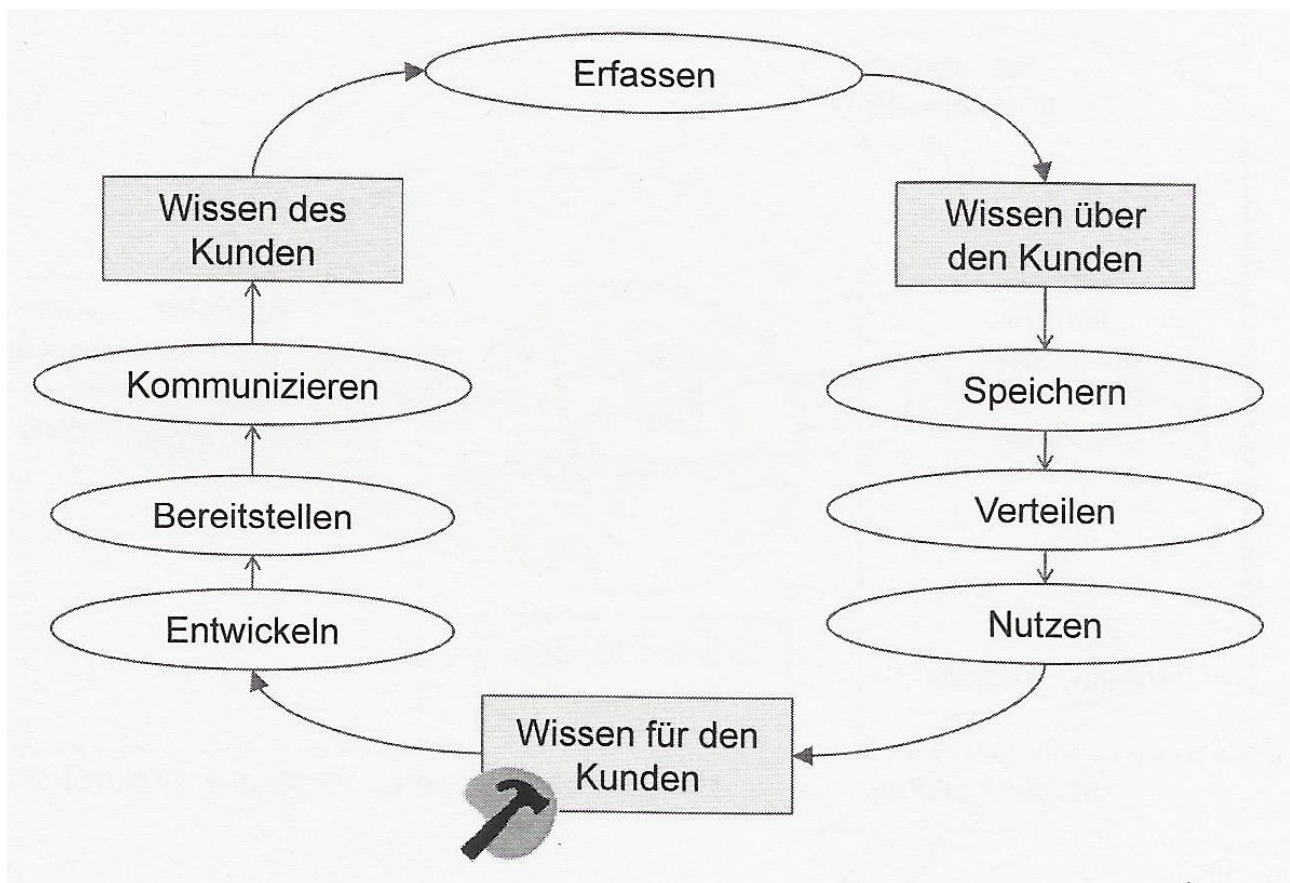 Erfassen
Wissen des
Kunden
Wissen über
den Kunden
Kommunizieren
Speichern
Bereitstellen
Verteilen
Entwickeln
Nutzen
Wissen für den
Kunden